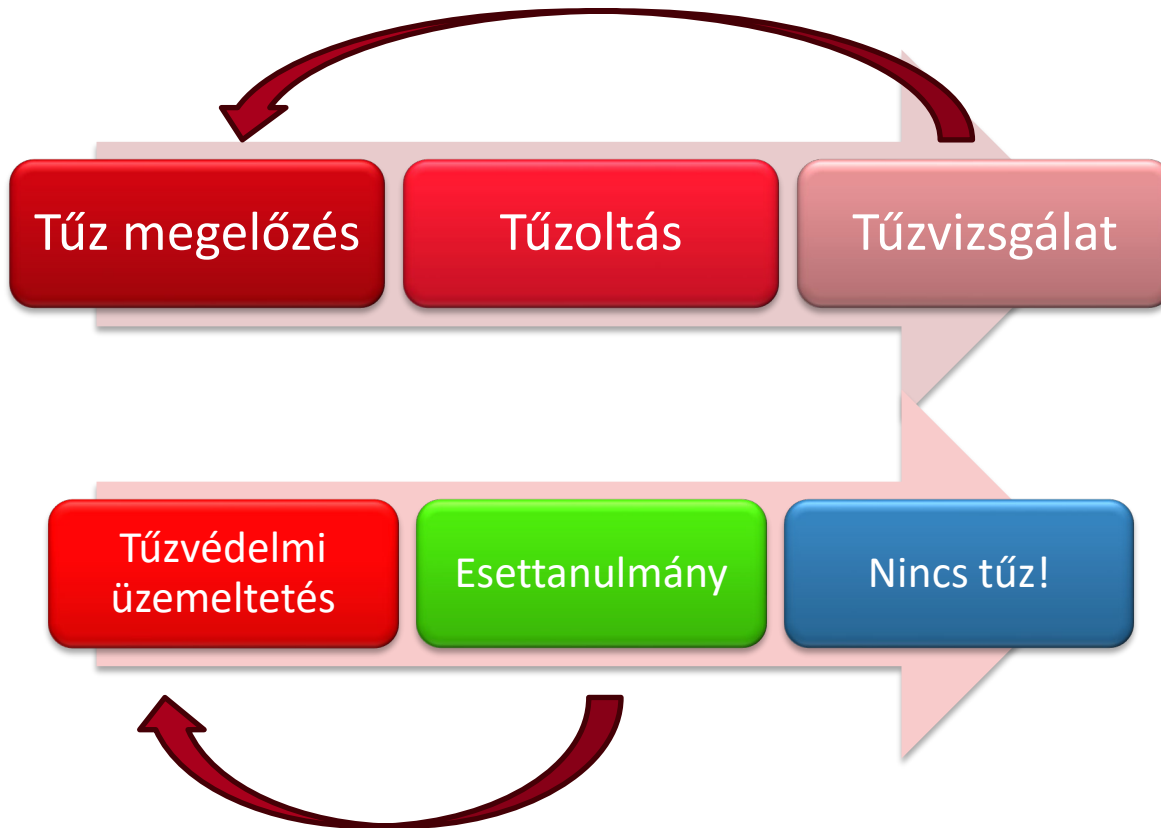 Tűz megelőzés
Tűzoltás
Tűzvizsgálat
Tűzvédelmi
üzemeltetés
Esettanulmány
Nincs tűz!